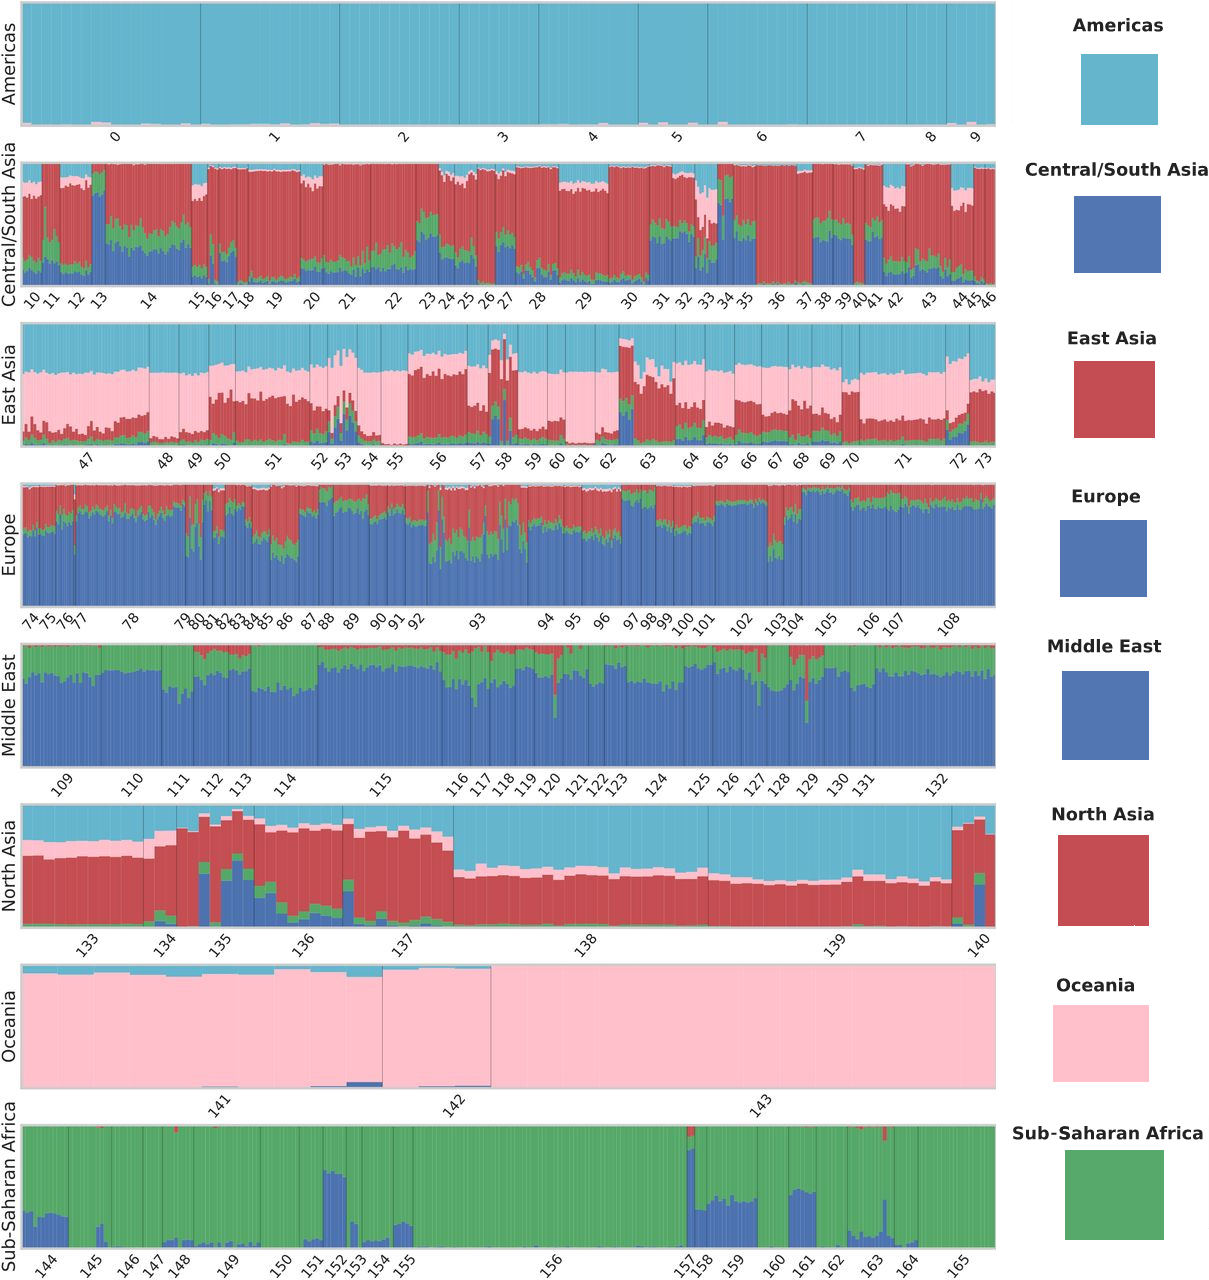 Americas
0 1 2 3 4 5 6 7 8 9
Americas
Central/South Asia
10 11 12 13 14 15 16 17 18 19 20 21 22 23 24 25 26 27 28 29 30 31 32 33 34 35 36 37 38 39 40 41 42 43 44 45 46
Central/South Asia
East Asia
47 48 49 50 51 52 53 54 55 56 57 58 59 60 61 62 63 64 65 66 67 68 69 70 71 72 73
East Asia
Europe
74 75 76 77 78 79 80 81 82 83 84 85 86 87 88 89 90 91 92 93 94 95 96 97 98 99 100 101 102 103 104 105 106 107 108
Europe
Middle East
109 110 111 112 113 114 115 116 117 118 119 120 121 122 123 124 125 126 127 128 129 130 131 132
Middle East
North Asia
133 134 135 136 137 138 139 140
North Asia
Oceania
141 142 143
Oceania
Sub-Saharan Africa
144 145 146 147 148 149 150 151 152 153 154 155 156 157 158 159 160 161 162 163 164 165
Sub-Saharan Africa